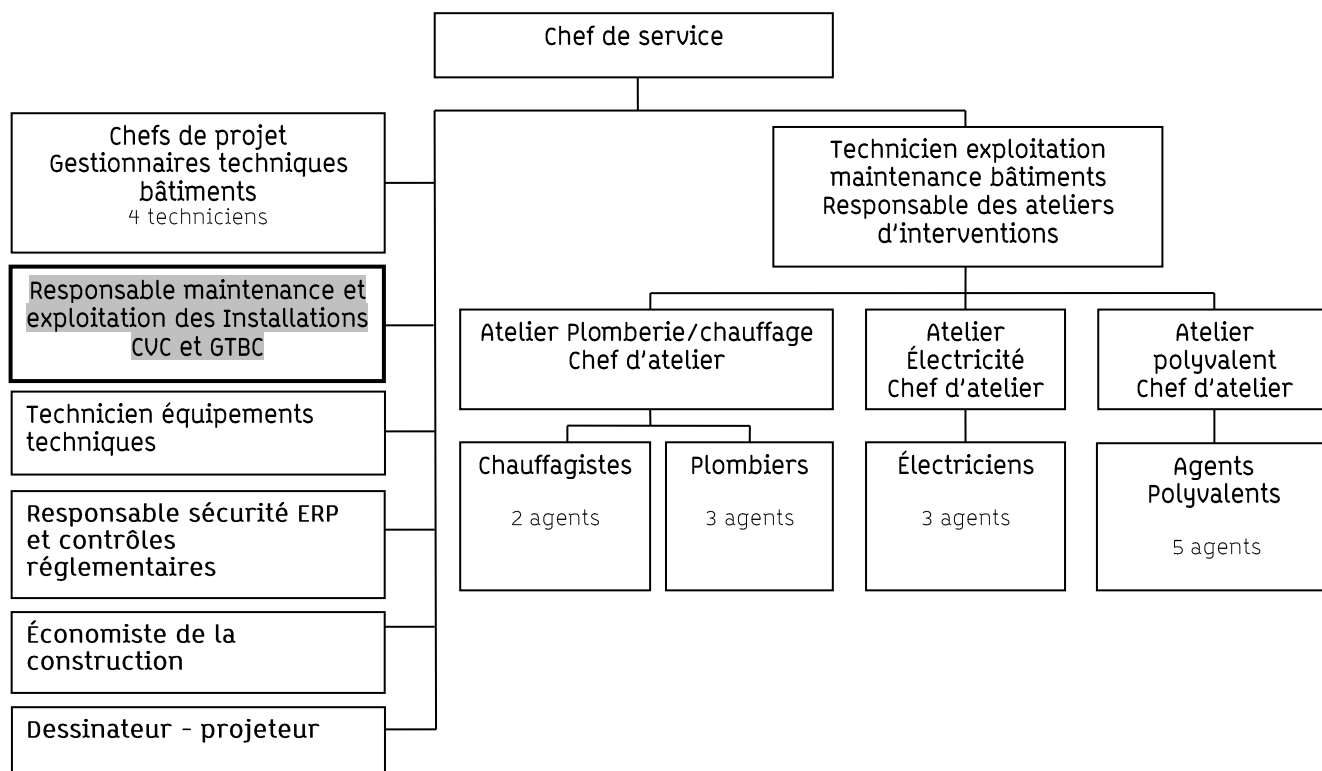 Chef de service
Chefs de projet
Gestionnaires techniques
bâtiments
4 techniciens
Technicien exploitation
maintenance bâtiments
Responsable des ateliers
d'interventions
Responsable maintenance et
exploitation des Installations
CVC et GTBC
Atelier Plomberie/chauffage
Chef d'atelier
Atelier
Électricité
Chef d'atelier
Atelier
polyvalent
Chef d'atelier
Technicien équipements
techniques
Chauffagistes
2 agents
Plombiers
3 agents
Électriciens
3 agents
Agents
Polyvalents
5 agents
Responsable sécurité ERP
et contrôles
réglementaires
Économiste de la
construction
Dessinateur - projeteur